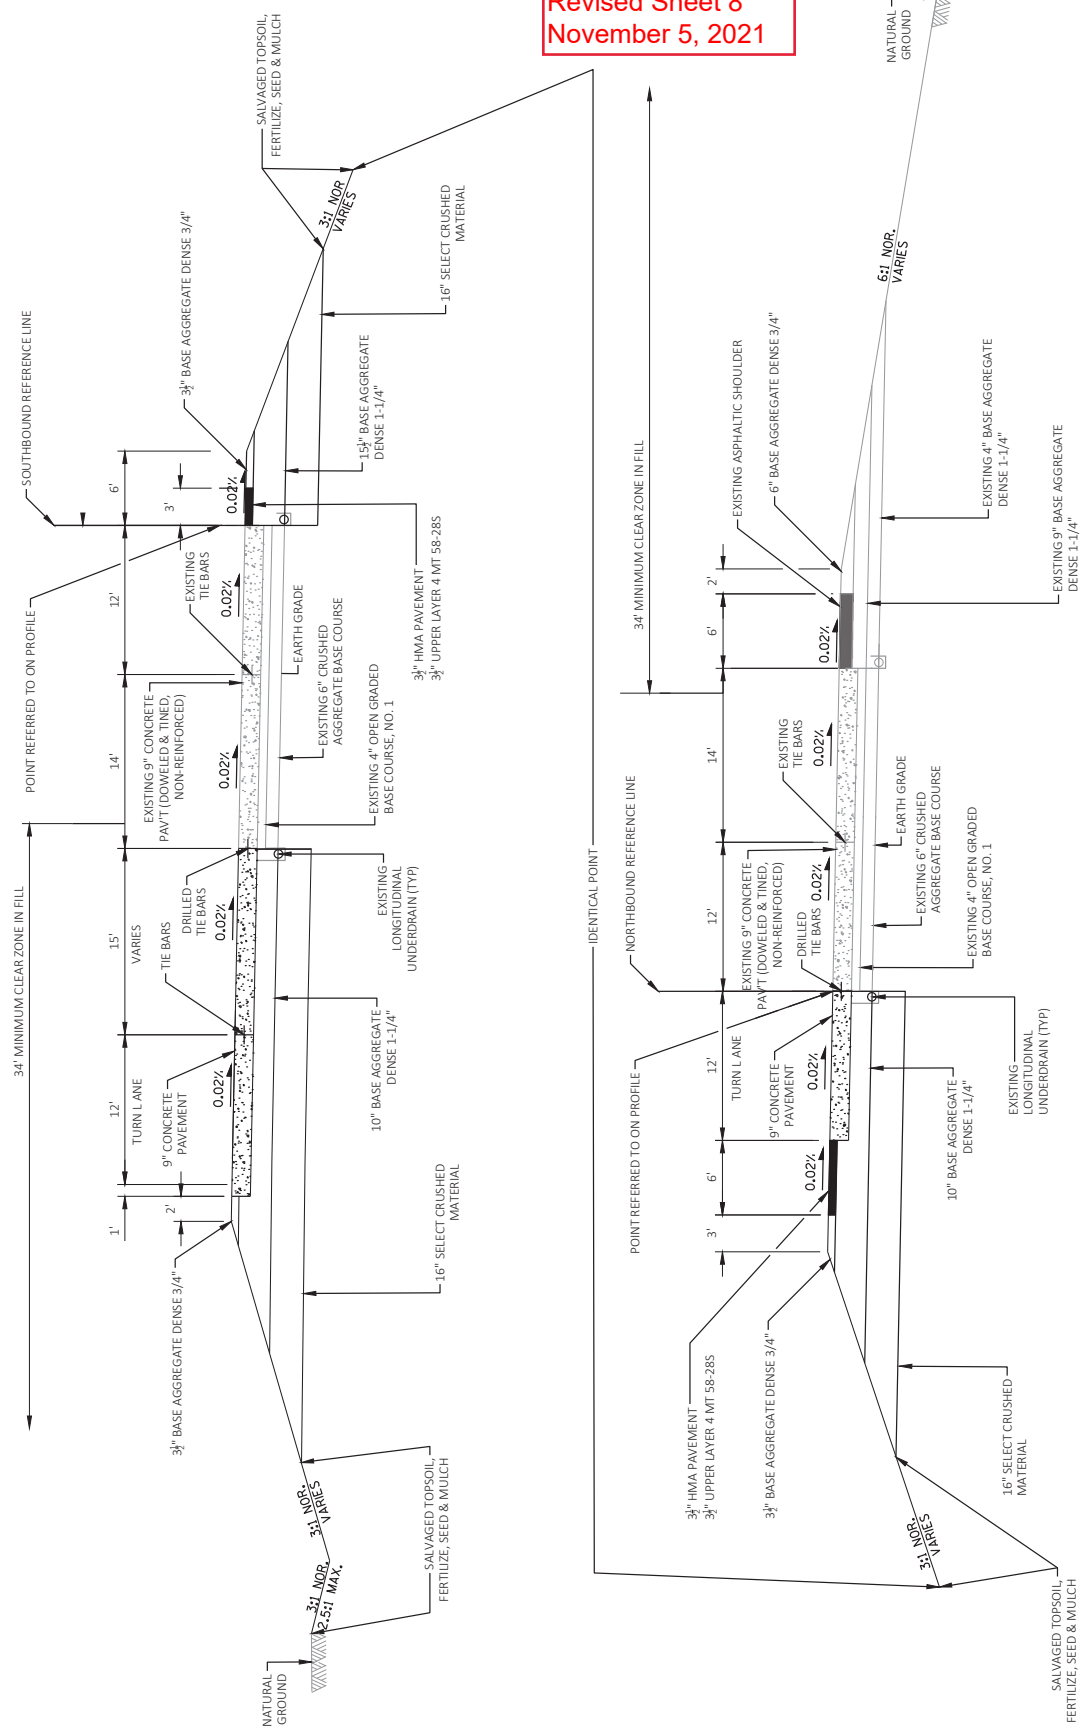 Revised Sheet 8
November 5, 2021
34' MINIMUM CLEAR ZONE IN FILL
POINT REFERRED TO ON PROFILE
SOUTHBOUND REFERENCE LINE
1'
12'
15'
14'
12'
6'
2'
TURN LANE
VARIES
3'
3½" BASE AGGREGATE DENSE 3/4"
9" CONCRETE
PAVEMENT
TIE BARS
DRILLED
TIE BARS
EXISTING 9" CONCRETE
PAV'T (DOWELED & TINED,
NON-REINFORCED)
EXISTING
TIE BARS
3½" BASE AGGREGATE DENSE 3/4"
SALVAGED TOPSOIL,
FERTILIZE, SEED & MULCH
0.02%
0.02%
0.02%
0.02%
0.02%
NATURAL
GROUND
3:1 NOR.
2.5:1 MAX.
3:1 NOR.
VARIES
3:1 NOR
VARIES
SALVAGED TOPSOIL,
FERTILIZE, SEED & MULCH
16" SELECT CRUSHED
MATERIAL
10" BASE AGGREGATE
DENSE 1-1/4"
EXISTING
LONGITUDINAL
UNDERDRAIN (TYP)
EXISTING 4" OPEN GRADED
BASE COURSE, NO. 1
EXISTING 6" CRUSHED
AGGREGATE BASE COURSE
EARTH GRADE
3½" HMA PAVEMENT
3½" UPPER LAYER 4 MT 58-28S
15½" BASE AGGREGATE
DENSE 1-1/4"
16" SELECT CRUSHED
MATERIAL
IDENTICAL POINT
34' MINIMUM CLEAR ZONE IN FILL
POINT REFERRED TO ON PROFILE
NORTHBOUND REFERENCE LINE
3'
6'
12'
12'
14'
6'
2'
TURN LANE
3½" HMA PAVEMENT
3½" UPPER LAYER 4 MT 58-28S
3½" BASE AGGREGATE DENSE 3/4"
9" CONCRETE
PAVEMENT
DRILLED
TIE BARS
EXISTING 9" CONCRETE
PAV'T (DOWELED & TINED,
NON-REINFORCED)
EXISTING
TIE BARS
EXISTING ASPHALTIC SHOULDER
6" BASE AGGREGATE DENSE 3/4"
0.02%
0.02%
0.02%
0.02%
0.02%
NATURAL
GROUND
3:1 NOR.
VARIES
6:1 NOR.
VARIES
SALVAGED TOPSOIL,
FERTILIZE, SEED & MULCH
16" SELECT CRUSHED
MATERIAL
10" BASE AGGREGATE
DENSE 1-1/4"
EXISTING
LONGITUDINAL
UNDERDRAIN (TYP)
EXISTING 4" OPEN GRADED
BASE COURSE, NO. 1
EXISTING 6" CRUSHED
AGGREGATE BASE COURSE
EARTH GRADE
EXISTING 9" BASE AGGREGATE
DENSE 1-1/4"
EXISTING 4" BASE AGGREGATE
DENSE 1-1/4"